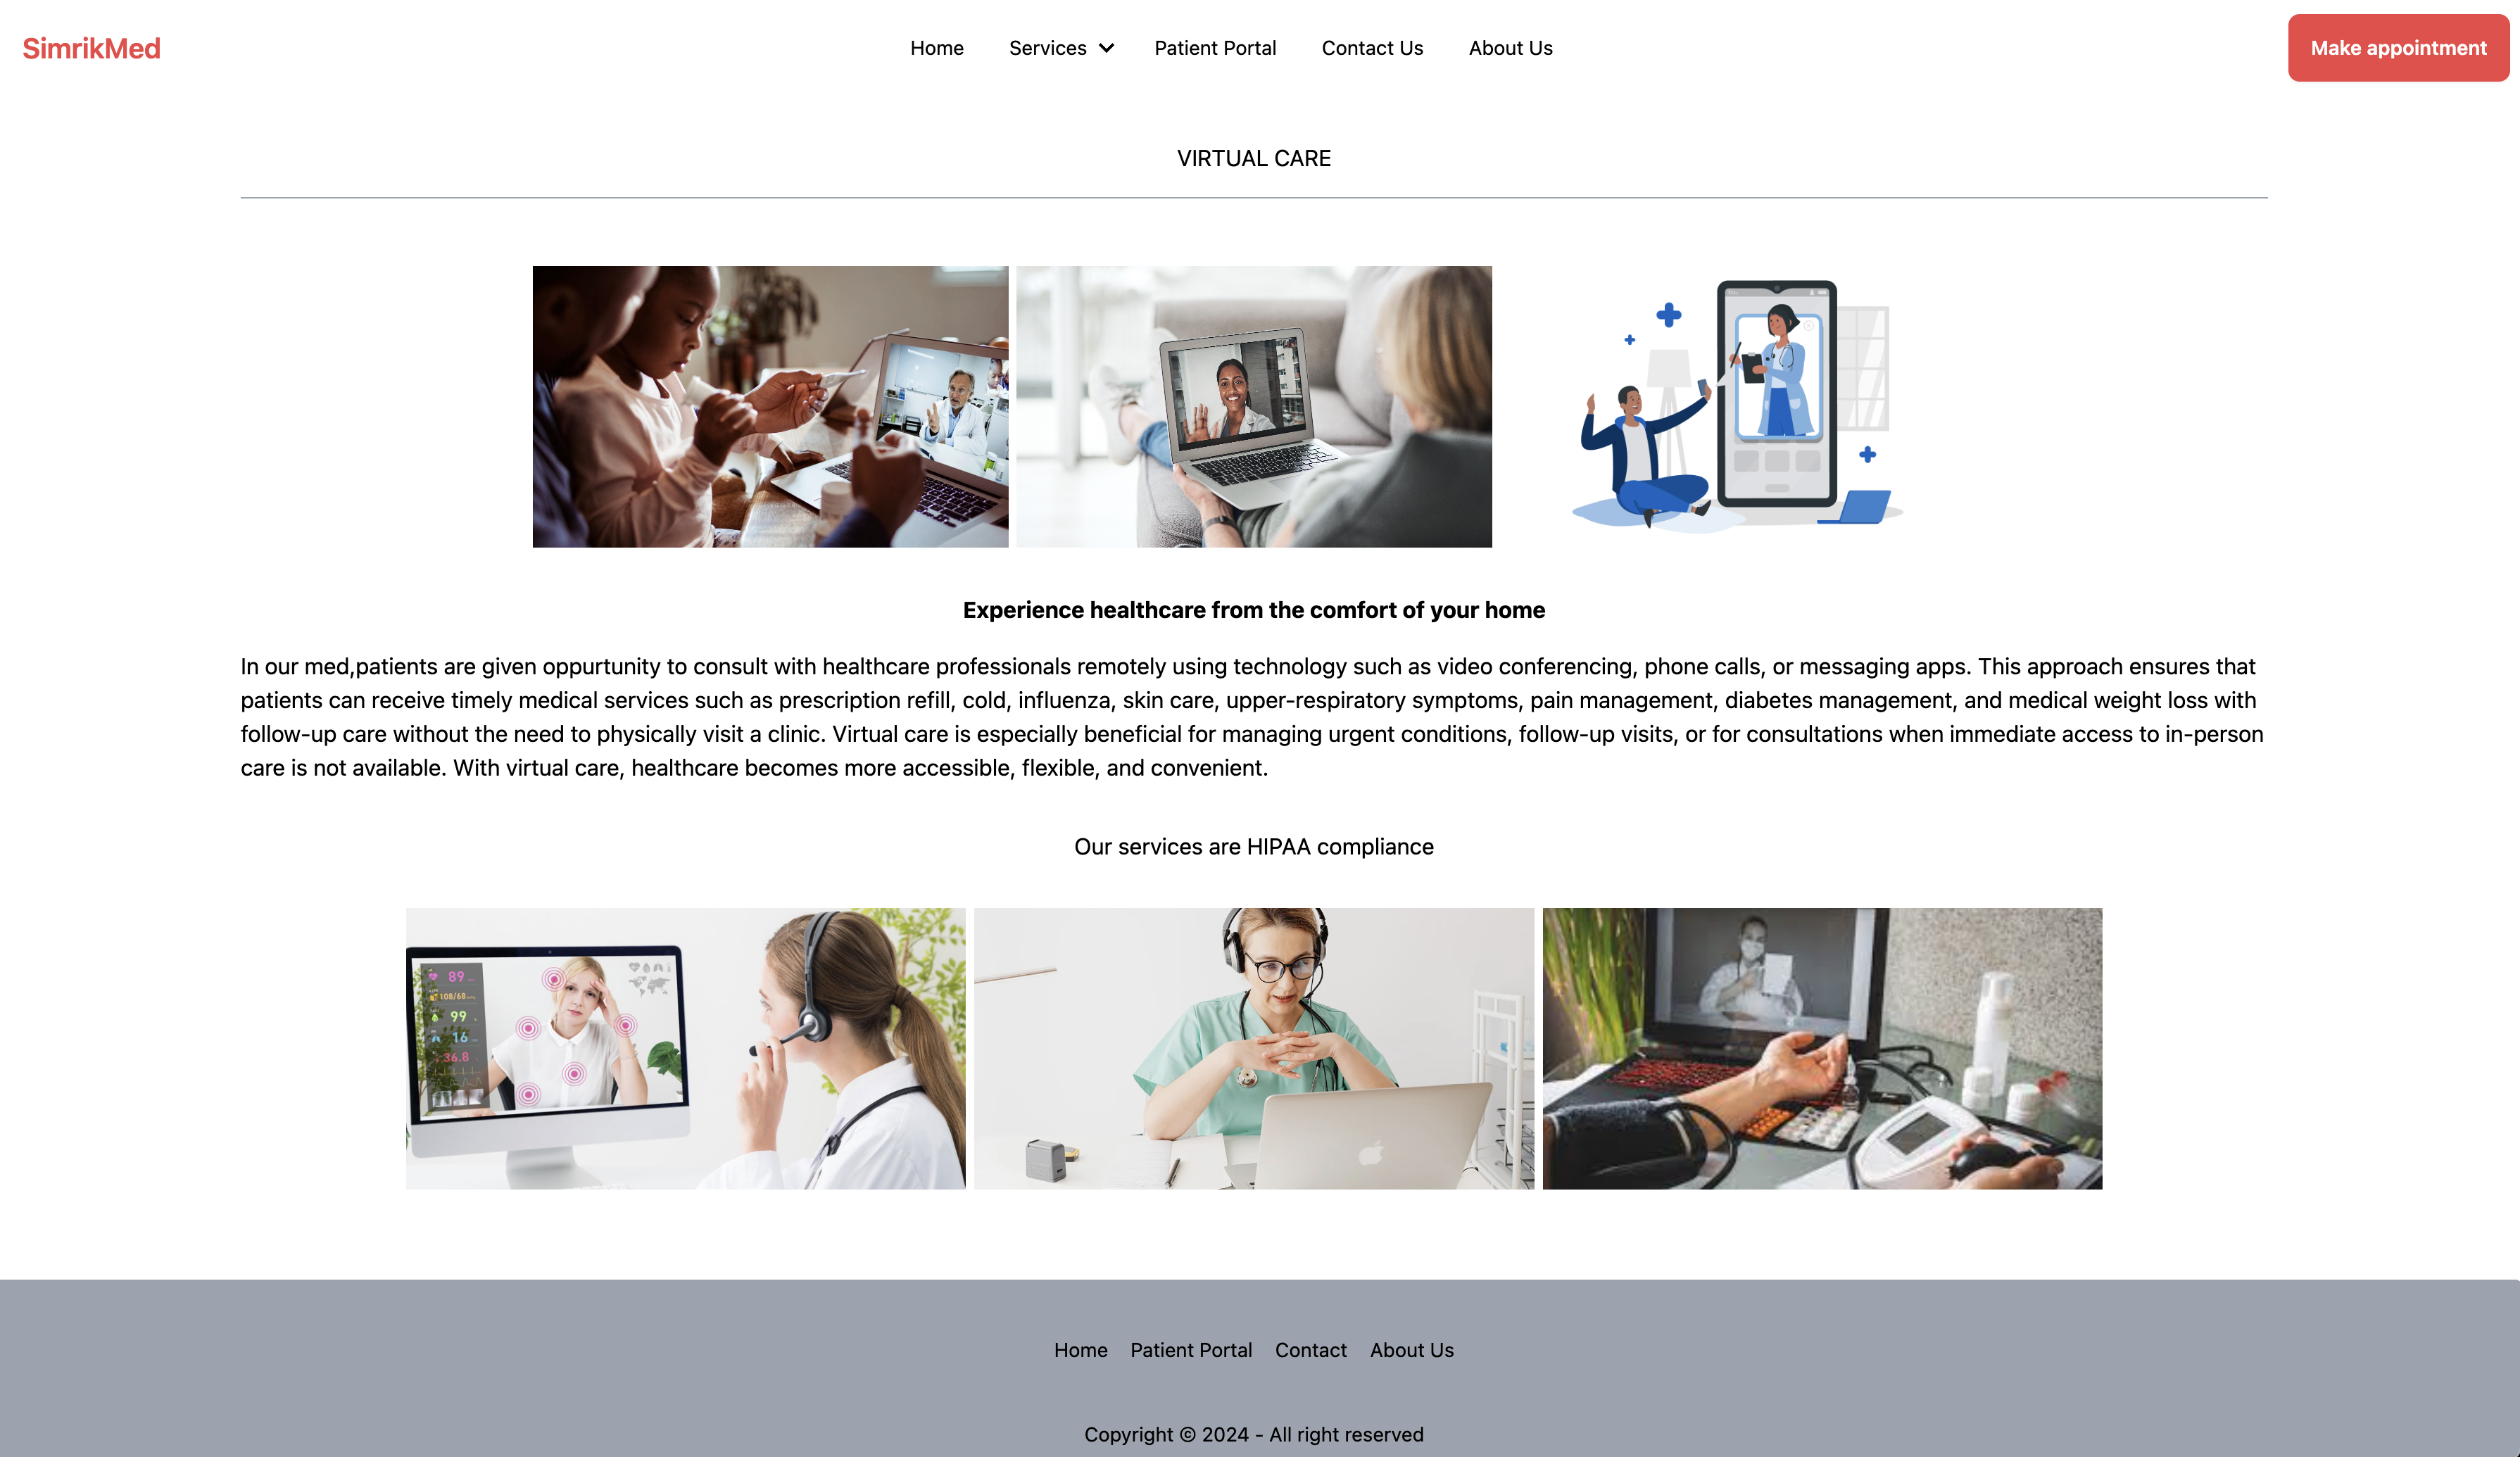 SimrikMed
Home
Services
Patient Portal
Contact Us
About Us
Make appointment
VIRTUAL CARE
Experience healthcare from the comfort of your home
In our med,patients are given oppurtunity to consult with healthcare professionals remotely using technology such as video conferencing, phone calls, or messaging apps. This approach ensures that
patients can receive timely medical services such as prescription refill, cold, influenza, skin care, upper-respiratory symptoms, pain management, diabetes management, and medical weight loss with
follow-up care without the need to physically visit a clinic. Virtual care is especially beneficial for managing urgent conditions, follow-up visits, or for consultations when immediate access to in-person
care is not available. With virtual care, healthcare becomes more accessible, flexible, and convenient.
Our services are HIPAA compliance
89
108/68
99
16
36.8
Home
Patient Portal
Contact
About Us
Copyright © 2024 - All right reserved